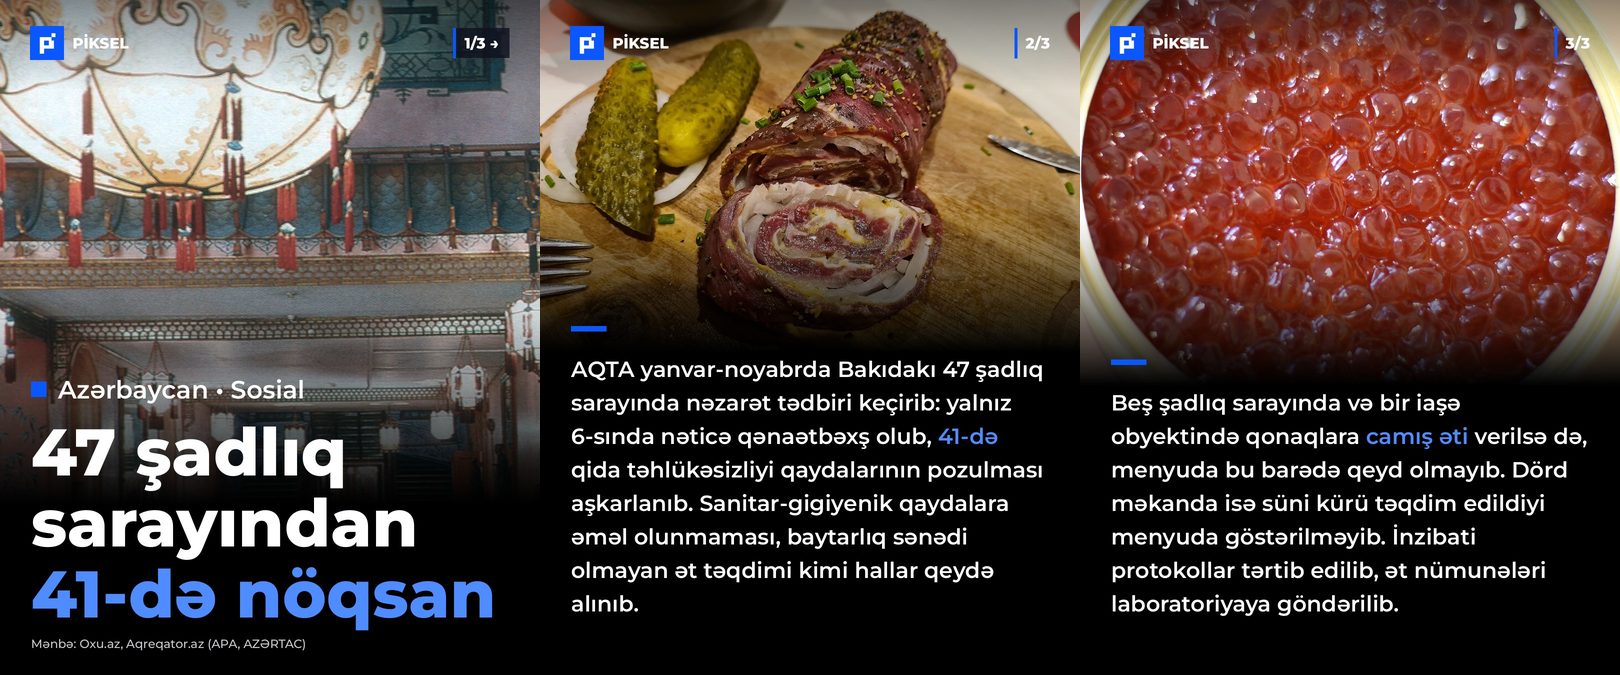 PİKSEL
1/3 →
Azərbaycan • Sosial
47 şadlıq
sarayından
41-də nöqsan
Mənbə: Oxu.az, Aqreqator.az (APA, AZƏRTAC)
PİKSEL
2/3
AQTA yanvar-noyabrda Bakıdakı 47 şadlıq
sarayında nəzarət tədbiri keçirib: yalnız
6-sında nəticə qənaətbəxş olub, 41-də
qida təhlükəsizliyi qaydalarının pozulması
aşkarlanıb. Sanitar-gigiyenik qaydalara
əməl olunmaması, baytarlıq sənədi
olmayan ət təqdimi kimi hallar qeydə
alınıb.
PİKSEL
3/3
Beş şadlıq sarayında və bir iaşə
obyektində qonaqlara camış əti verilsə də,
menyuda bu barədə qeyd olmayıb. Dörd
məkanda isə süni kürü təqdim edildiyi
menyuda göstərilməyib. İnzibati
protokollar tərtib edilib, ət nümunələri
laboratoriyaya göndərilib.